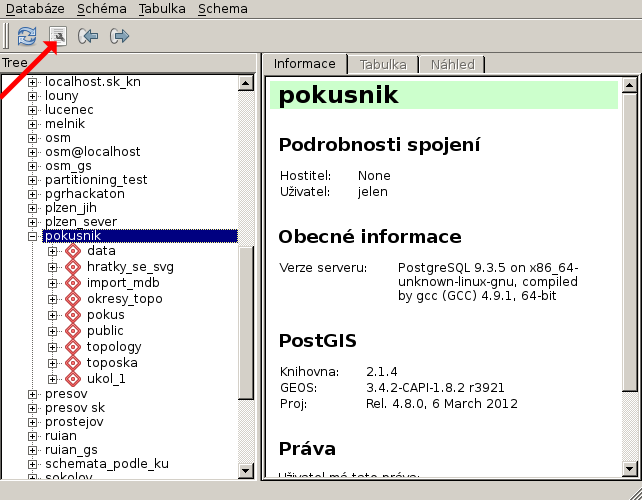 Databáze Schéma Tabulka Schema
Tree
localhost.sk_kn
louny
lucenec
melnik
osm
osm@localhost
osm_gs
partitioning_test
pgrhackaton
plzen_jih
plzen_sever
pokusnik
data
hratky_se_svg
import_mdb
okresy_topo
pokus
public
topology
toposka
ukol_1
presov
presov sk
prostejov
ruian
ruian_gs
schemata_podle_ku
sokolov
Informace Tabulka Náhled
pokusnik
Podrobnosti spojení
Hostitel: None
Uživatel: jelen
Obecné informace
Verze serveru: PostgreSQL 9.3.5 on x86_64-
unknown-linux-gnu, compiled
by gcc (GCC) 4.9.1, 64-bit
PostGIS
Knihovna: 2.1.4
GEOS: 3.4.2-CAPI-1.8.2 r3921
Proj: Rel. 4.8.0, 6 March 2012
Práva
Uživatel má tato práva: